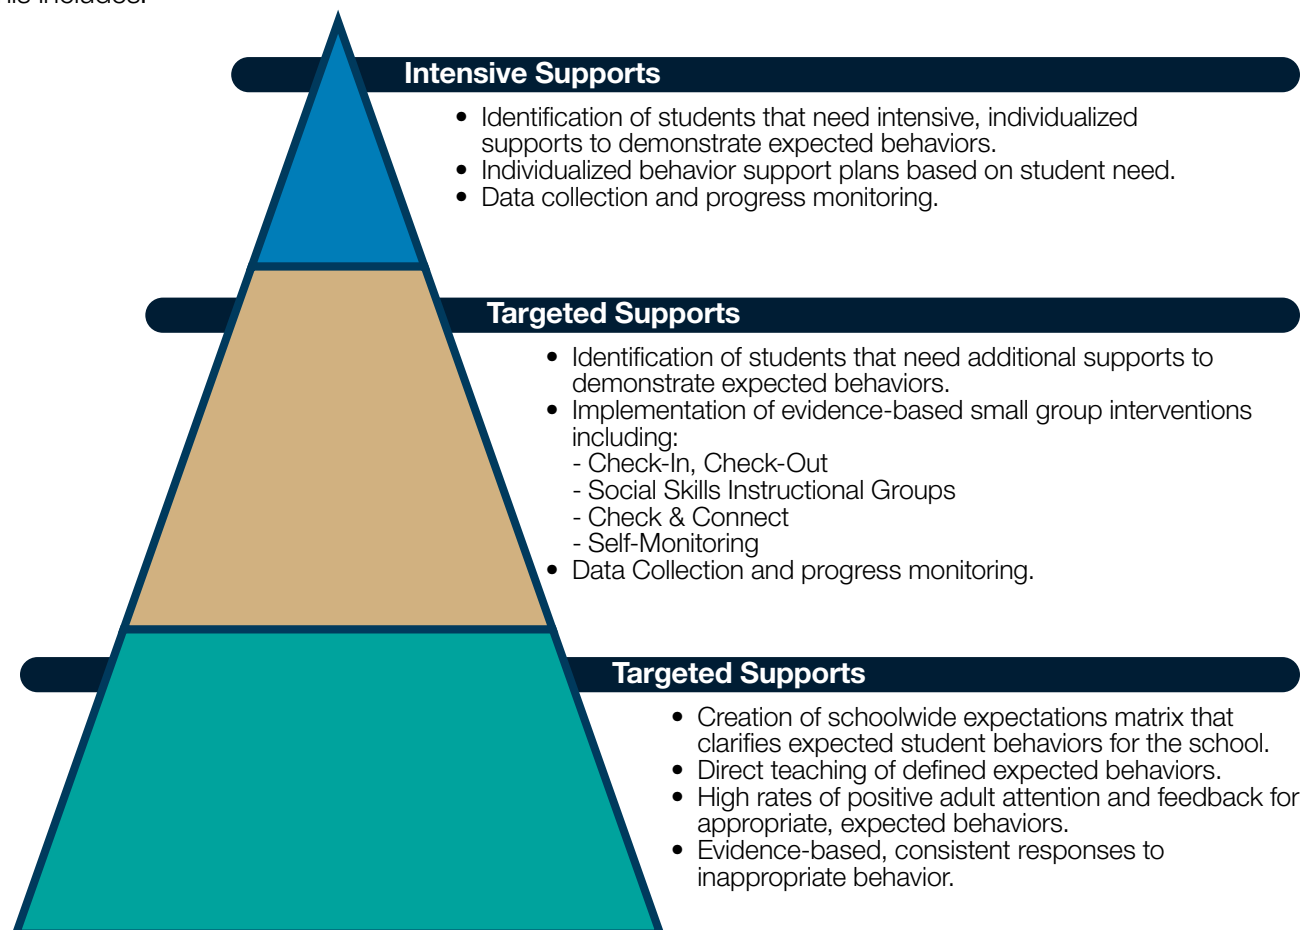 his includes:
Intensive Supports
• Identification of students that need intensive, individualized
supports to demonstrate expected behaviors.
• Individualized behavior support plans based on student need.
• Data collection and progress monitoring.
Targeted Supports
• Identification of students that need additional supports to
demonstrate expected behaviors.
• Implementation of evidence-based small group interventions
including:
- Check-In, Check-Out
- Social Skills Instructional Groups
- Check & Connect
- Self-Monitoring
• Data Collection and progress monitoring.
Targeted Supports
• Creation of schoolwide expectations matrix that
clarifies expected student behaviors for the school.
• Direct teaching of defined expected behaviors.
• High rates of positive adult attention and feedback for
appropriate, expected behaviors.
• Evidence-based, consistent responses to
inappropriate behavior.